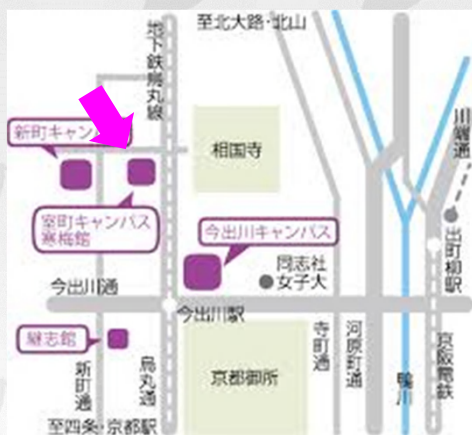 至北大路・北山
地下鉄烏丸線
川端通
新町キャンパ
相国寺
室町キャンパス
寒梅館
今出川キャンパス
同志社
女子大
出町柳駅
今出川通
今出川駅
継志館
新町通
烏丸通
京都御所
寺町通
河原町通
鴨川
京阪電鉄
至四条・京都駅